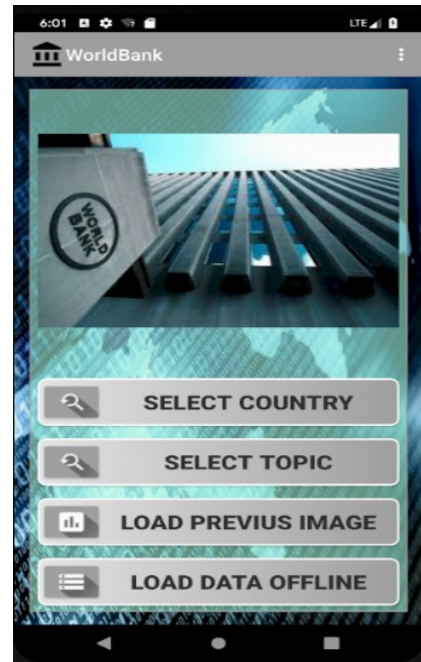 6:01
LTE
WorldBank
WORLD
BANK
SELECT COUNTRY
SELECT TOPIC
LOAD PREVIUS IMAGE
LOAD DATA OFFLINE